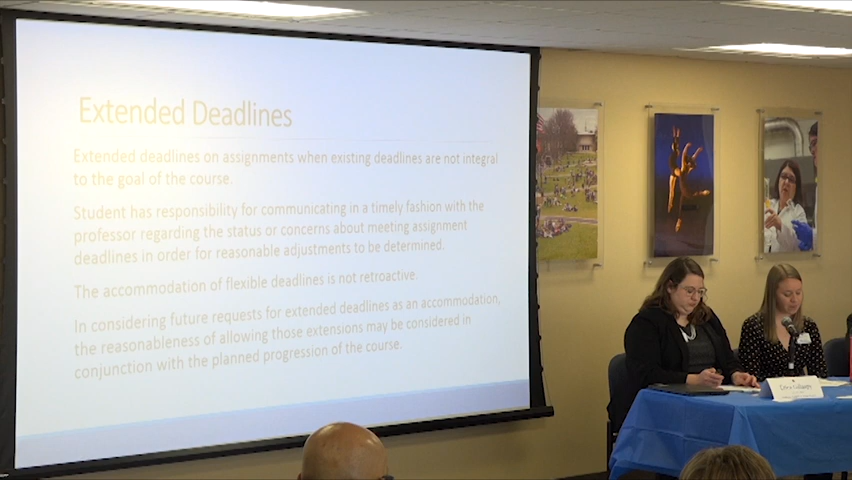 Extended Deadlines
Extended deadlines on assignments when existing deadlines are not integral
to the goal of the course.
Student has responsibility for communicating in a timely fashion with the
professor regarding the status or concerns about meeting assignment
deadlines in order for reasonable adjustments to be determined.
The accommodation of flexible deadlines is not retroactive.
In considering future requests for extended deadlines as an accommodation,
the reasonableness of allowing those extensions may be considered in
conjunction with the planned progression of the course.